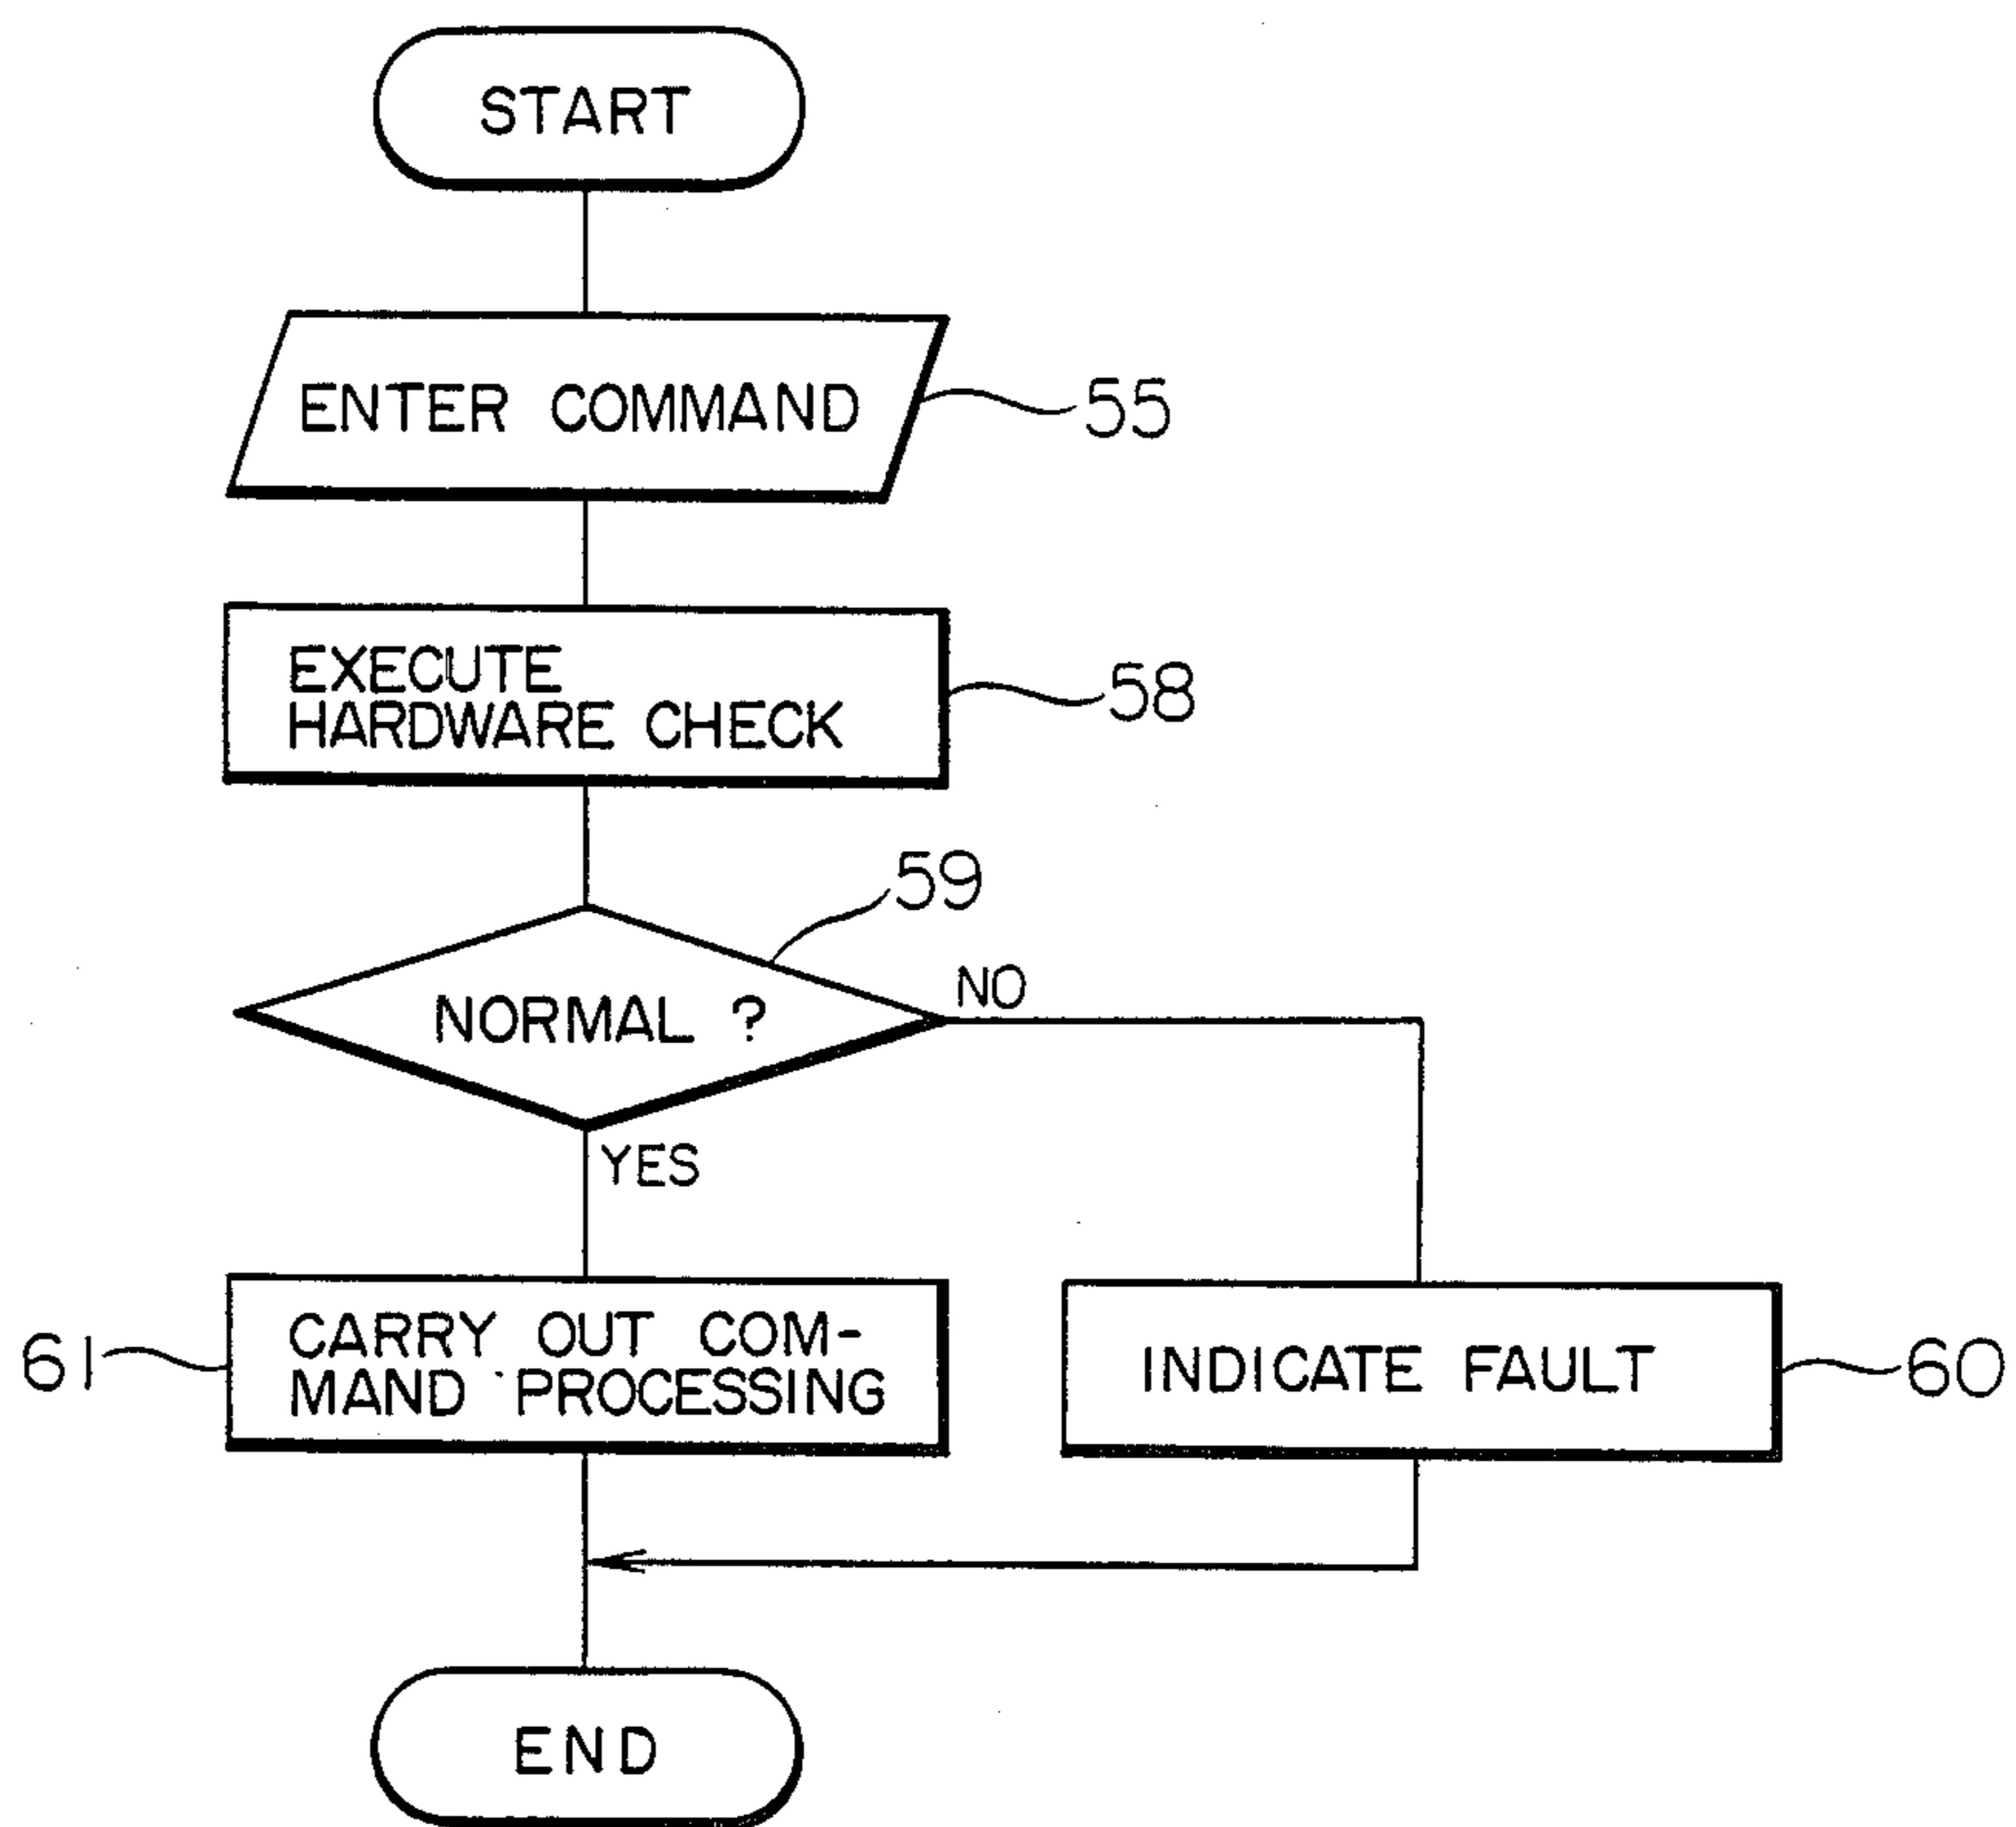 START
ENTER COMMAND
55
EXECUTE
HARDWARE CHECK
58
59
NORMAL ?
NO
YES
61
CARRY OUT COM-
MAND PROCESSING
INDICATE FAULT
60
END